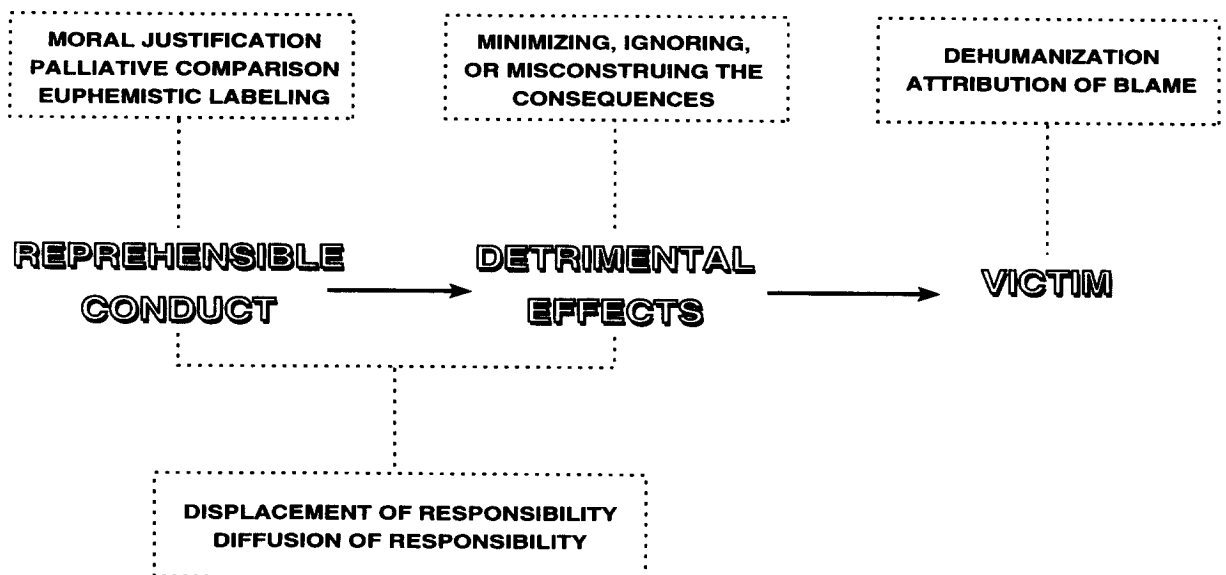 MORAL JUSTIFICATION
PALLIATIVE COMPARISON
EUPHEMISTIC LABELING
MINIMIZING, IGNORING,
OR MISCONSTRUING THE
CONSEQUENCES
DEHUMANIZATION
ATTRIBUTION OF BLAME
REPREHENSIBLE
CONDUCT
DETRIMENTAL
EFFECTS
VICTIM
DISPLACEMENT OF RESPONSIBILITY
DIFFUSION OF RESPONSIBILITY